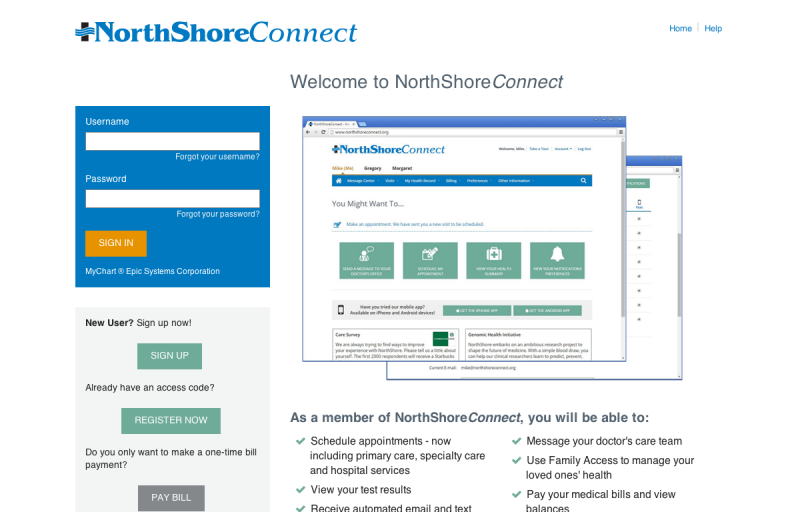 NorthShoreConnect
Home
Help
Welcome to NorthShoreConnect
Username
Forgot your username?
Password
Forgot your password?
SIGN IN
MyChart ® Epic Systems Corporation
New User? Sign up now!
SIGN UP
Already have an access code?
REGISTER NOW
Do you only want to make a one-time bill
payment?
PAY BILL
www.northshoreconnect.org
NorthShoreConnect
Welcome, Mike. Take a Tour Account Log Out
Mike (Me) Gregory Margaret
Message Center Visits My Health Record Billing Preferences Other Information
You Might Want To...
Make an appointment. We have sent you a new visit to be scheduled.
SEND A MESSAGE TO YOUR
DOCTOR'S OFFICE
SCHEDULE AN
APPOINTMENT
VIEW YOUR HEALTH
SUMMARY
VIEW YOUR NOTIFICATIONS
PREFERENCES
Have you tried our mobile app?
Available on iPhone and Android devices!
GET THE IPHONE APP
GET THE ANDROID APP
Care Survey
We are always trying to find ways to improve
your experience with NorthShore. Please tell us a little about
yourself. The first 2000 respondents will receive a Starbucks
Genomic Health Initiative
NorthShore embarks on an ambitious research project to
shape the future of medicine. With a simple blood draw, you
can help our clinical researchers learn to predict, prevent,
Current E-mail: mike@northshoreconnect.org
As a member of NorthShoreConnect, you will be able to:
Schedule appointments - now
including primary care, specialty care
and hospital services
View your test results
Receive automated email and text
Message your doctor's care team
Use Family Access to manage your
loved ones' health
Pay your medical bills and view
balances